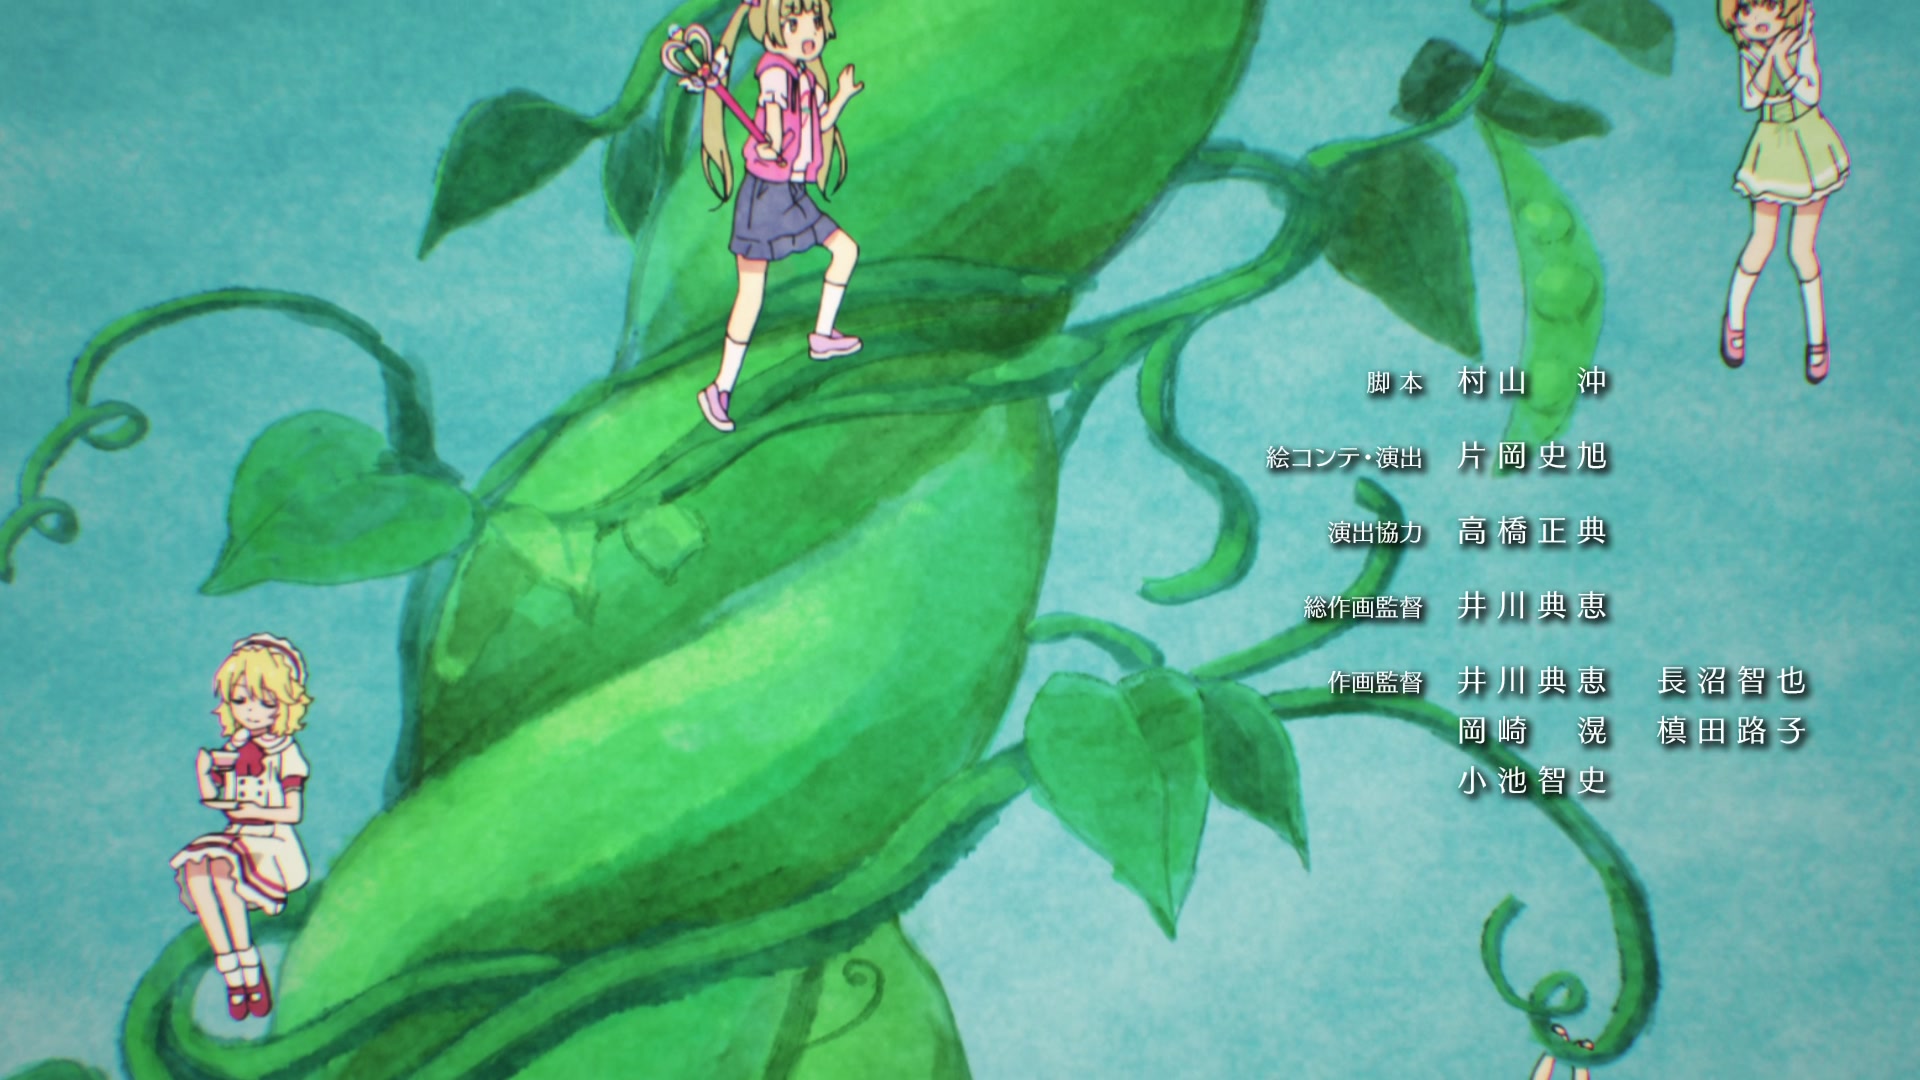 脚本 村山 沖
絵コンテ・演出 片岡史旭
演出協力 高橋正典
総作画監督 井川典恵
作画監督 井川典恵 長沼智也
岡崎 滉 槙田路子
小池智史